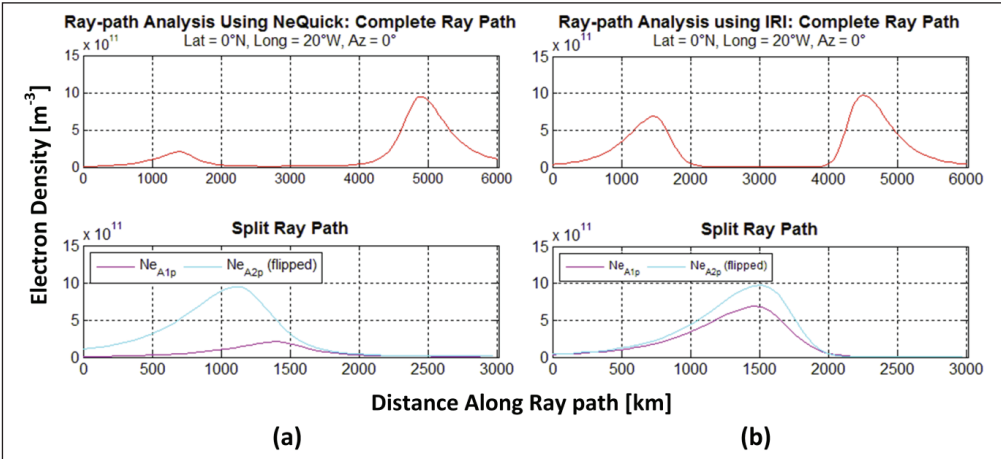 Ray-path Analysis Using NeQuick: Complete Ray Path
Lat = 0°N, Long = 20°W, Az = 0°
x 10^11
15
10
5
0
0 1000 2000 3000 4000 5000 6000
Split Ray Path
x 10^11
15
10
5
0
Ne_A1p Ne_A2p (flipped)
0 500 1000 1500 2000 2500 3000
Ray-path Analysis using IRI: Complete Ray Path
Lat = 0°N, Long = 20°W, Az = 0°
x 10^11
15
10
5
0
0 1000 2000 3000 4000 5000 6000
Split Ray Path
x 10^11
15
10
5
0
Ne_A1p Ne_A2p (flipped)
0 500 1000 1500 2000 2500 3000
Electron Density [m^-3]
Distance Along Ray path [km]
(a) (b)